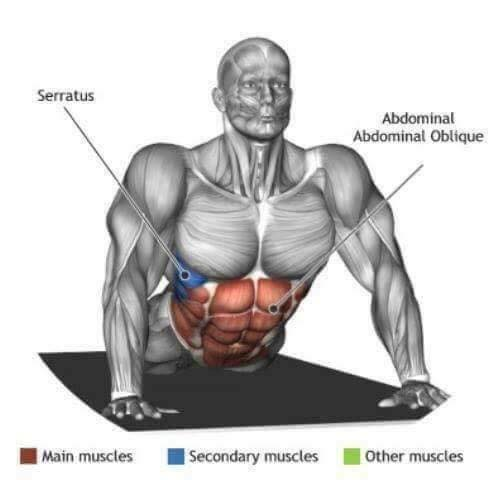 Serratus
Abdominal
Abdominal Oblique
Main muscles
Secondary muscles
Other muscles